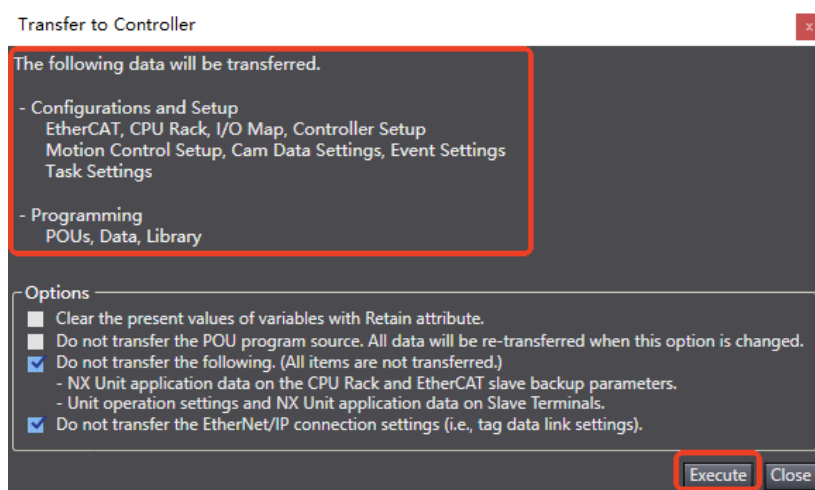 Transfer to Controller
x
The following data will be transferred.
- Configurations and Setup
EtherCAT, CPU Rack, I/O Map, Controller Setup
Motion Control Setup, Cam Data Settings, Event Settings
Task Settings
- Programming
POUs, Data, Library
Options
Clear the present values of variables with Retain attribute.
Do not transfer the POU program source. All data will be re-transferred when this option is changed.
Do not transfer the following. (All items are not transferred.)
- NX Unit application data on the CPU Rack and EtherCAT slave backup parameters.
- Unit operation settings and NX Unit application data on Slave Terminals.
Do not transfer the EtherNet/IP connection settings (i.e., tag data link settings).
Execute Close